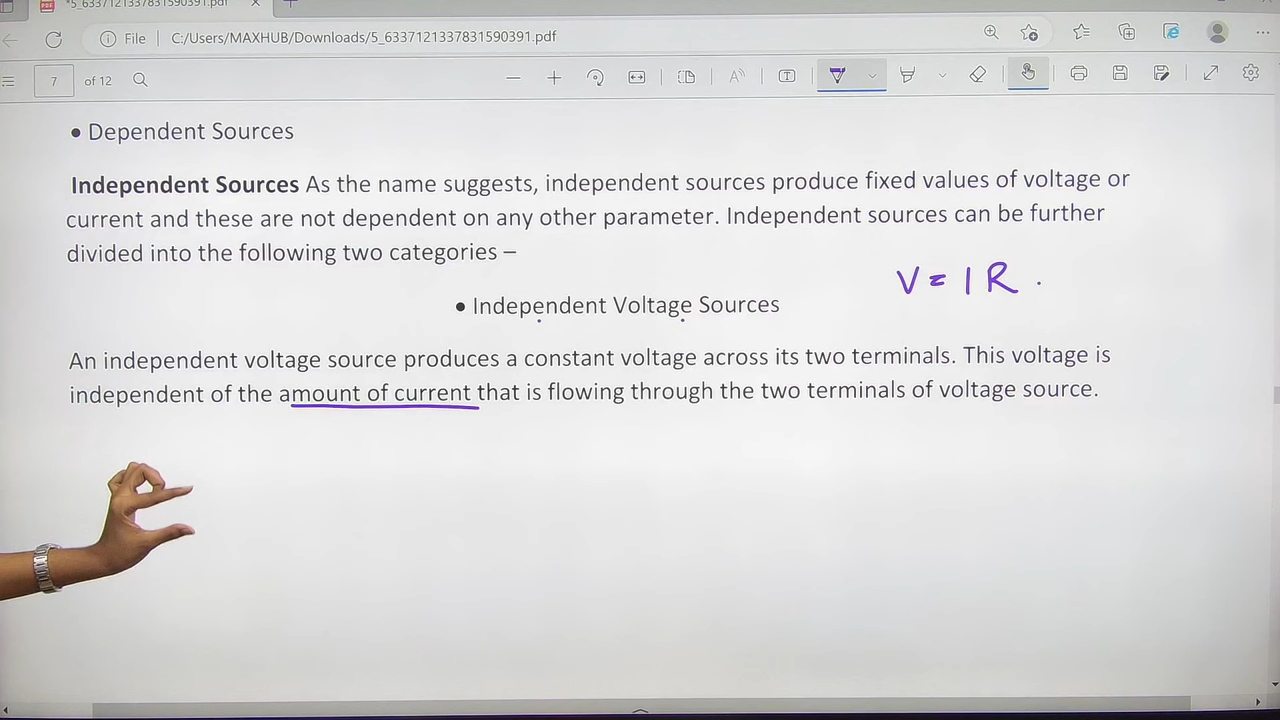 *5_6337121337831590391.pdf
File | C:/Users/MAXHUB/Downloads/5_6337121337831590391.pdf
7 of 12
• Dependent Sources
Independent Sources As the name suggests, independent sources produce fixed values of voltage or
current and these are not dependent on any other parameter. Independent sources can be further
divided into the following two categories –
V = I R .
• Independent Voltage Sources
An independent voltage source produces a constant voltage across its two terminals. This voltage is
independent of the amount of current that is flowing through the two terminals of voltage source.